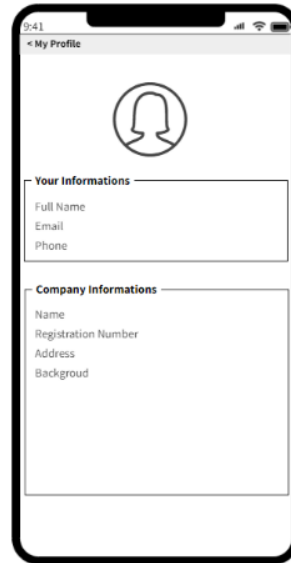 9:41
< My Profile
Your Informations
Full Name
Email
Phone
Company Informations
Name
Registration Number
Address
Backgroud